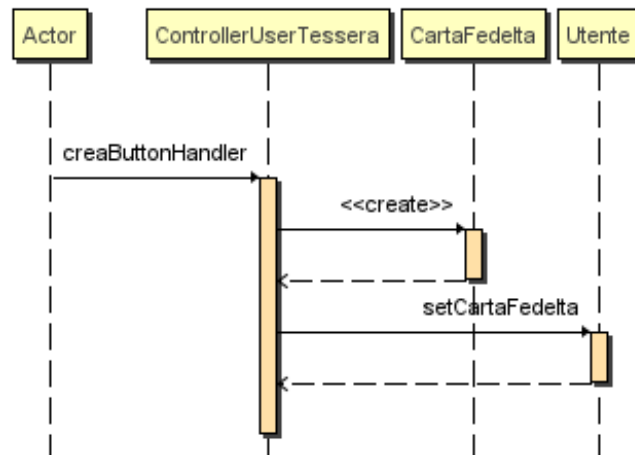 Actor
ControllerUserTessera
CartaFedelta
Utente
creaButtonHandler
<<create>>
setCartaFedelta